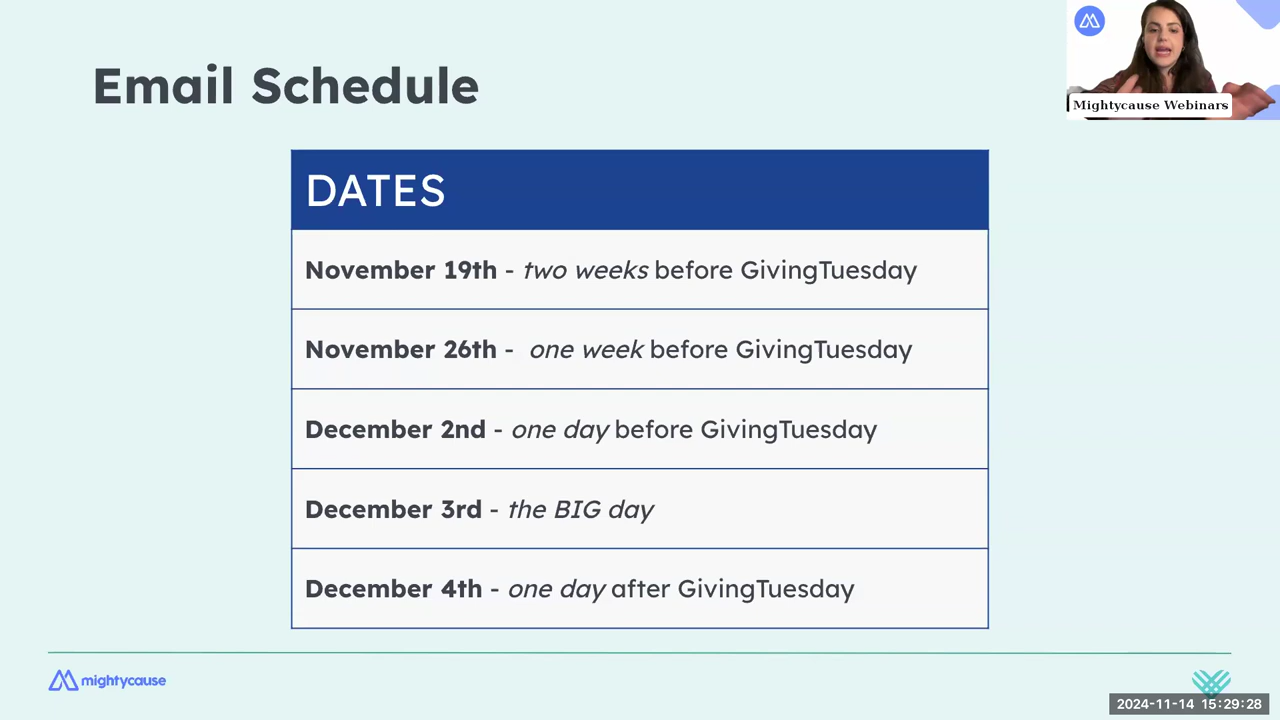 Email Schedule
Mightycause Webinars
DATES
November 19th - two weeks before GivingTuesday
November 26th - one week before GivingTuesday
December 2nd - one day before GivingTuesday
December 3rd - the BIG day
December 4th - one day after GivingTuesday
mightycause
2024-11-14 15:29:28